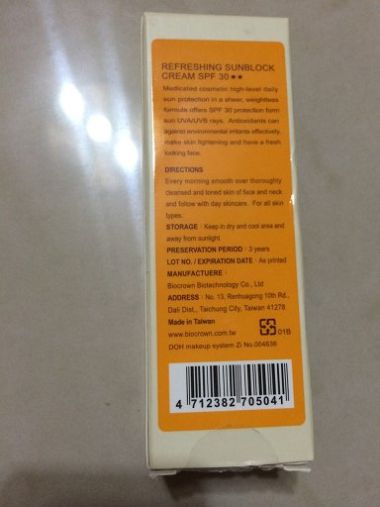 REFRESHING SUNBLOCK
CREAM SPF 30★★
Medicated cosmetic high-level daily
sun protection in a sheer, weightless
formula offers SPF 30 protection form
sun UVA/UVB rays. Antioxidants can
against environmental irritants effectively,
make skin tightening and have a fresh
looking face.
DIRECTIONS
Every morning smooth over thoroughly
cleansed and toned skin of face and neck
and follow with day skincare. For all skin
types.
STORAGE : Keep in dry and cool area and
away from sunlight
PRESERVATION PERIOD : 3 years
LOT NO. / EXPIRATION DATE : As printed
MANUFACTUERE :
Biocrown Biotechnology Co., Ltd
ADDRESS : No. 13, Renhuagong 10th Rd.,
Dali Dist., Taichung City, Taiwan 41278
Made in Taiwan
www.biocrown.com.tw
01B
DOH makeup system Zi No.004638
4 712382 705041